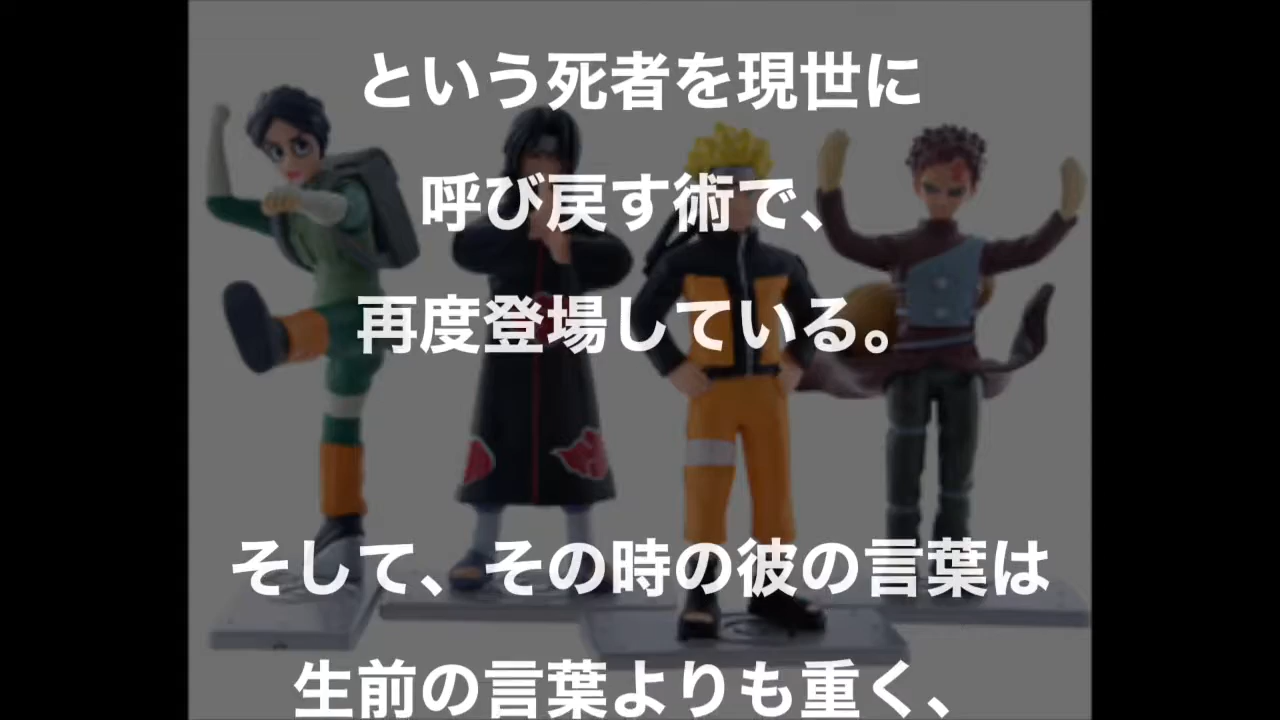 という死者を現世に
呼び戻す術で、
再度登場している。
そして、その時の彼の言葉は
生前の言葉よりも重く、